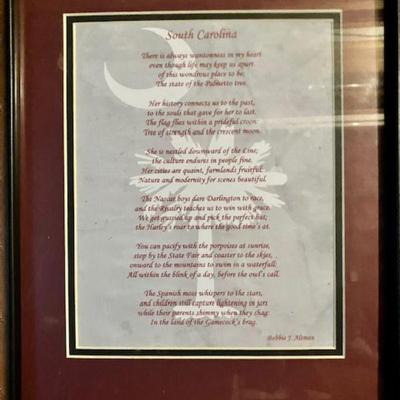 South Carolina
There is always wantonness in my heart
even though life may keep us apart
of this wondrous place to be,
The state of the Palmetto tree.
Her history connects us to the past,
to the souls that gave for her to last.
The flag flies within a prideful croon
Tree of strength and the crescent moon.
She is nestled downward of the Line;
the culture endures in people fine.
Her cities are quaint, farmlands fruitful;
Nature and modernity for scenes beautiful.
The Nascar boys dare Darlington to race,
and the Rivalry teaches us to win with grace.
We get gussied up and pick the perfect hat;
the Harley's roar to where the good time's at.
You can pacify with the porpoises at sunrise,
stop by the State Fair and coaster to the skies,
onward to the mountains to swim in a waterfall:
All within the blink of a day, before the owl's call.
The Spanish moss whispers to the stars,
and children still capture lightening in jars
while their parents shimmy when they shag:
In the land of the Gamecock's brag.
Bobbie J. Altman